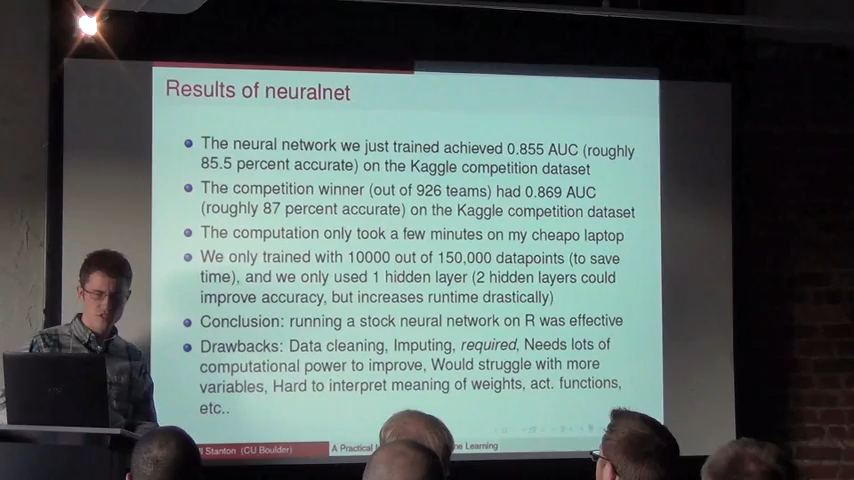 Results of neuralnet
The neural network we just trained achieved 0.855 AUC (roughly
85.5 percent accurate) on the Kaggle competition dataset
The competition winner (out of 926 teams) had 0.869 AUC
(roughly 87 percent accurate) on the Kaggle competition dataset
The computation only took a few minutes on my cheapo laptop
We only trained with 10000 out of 150,000 datapoints (to save
time), and we only used 1 hidden layer (2 hidden layers could
improve accuracy, but increases runtime drastically)
Conclusion: running a stock neural network on R was effective
Drawbacks: Data cleaning, Imputing, required, Needs lots of
computational power to improve, Would struggle with more
variables, Hard to interpret meaning of weights, act. functions,
etc..
Stanton (CU Boulder) A Practical Learning